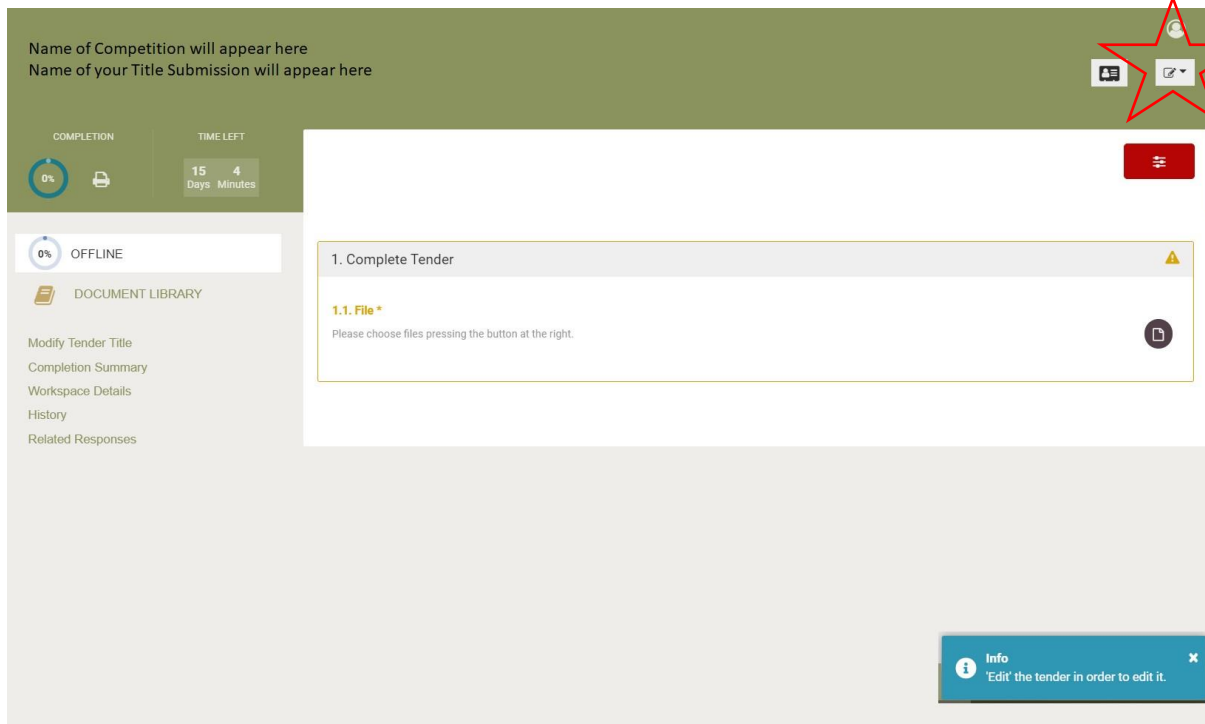 Name of Competition will appear here
Name of your Title Submission will appear here
COMPLETION
TIME LEFT
0%
15 4
Days Minutes
0% OFFLINE
DOCUMENT LIBRARY
Modify Tender Title
Completion Summary
Workspace Details
History
Related Responses
1. Complete Tender
1.1. File *
Please choose files pressing the button at the right.
Info
'Edit' the tender in order to edit it.